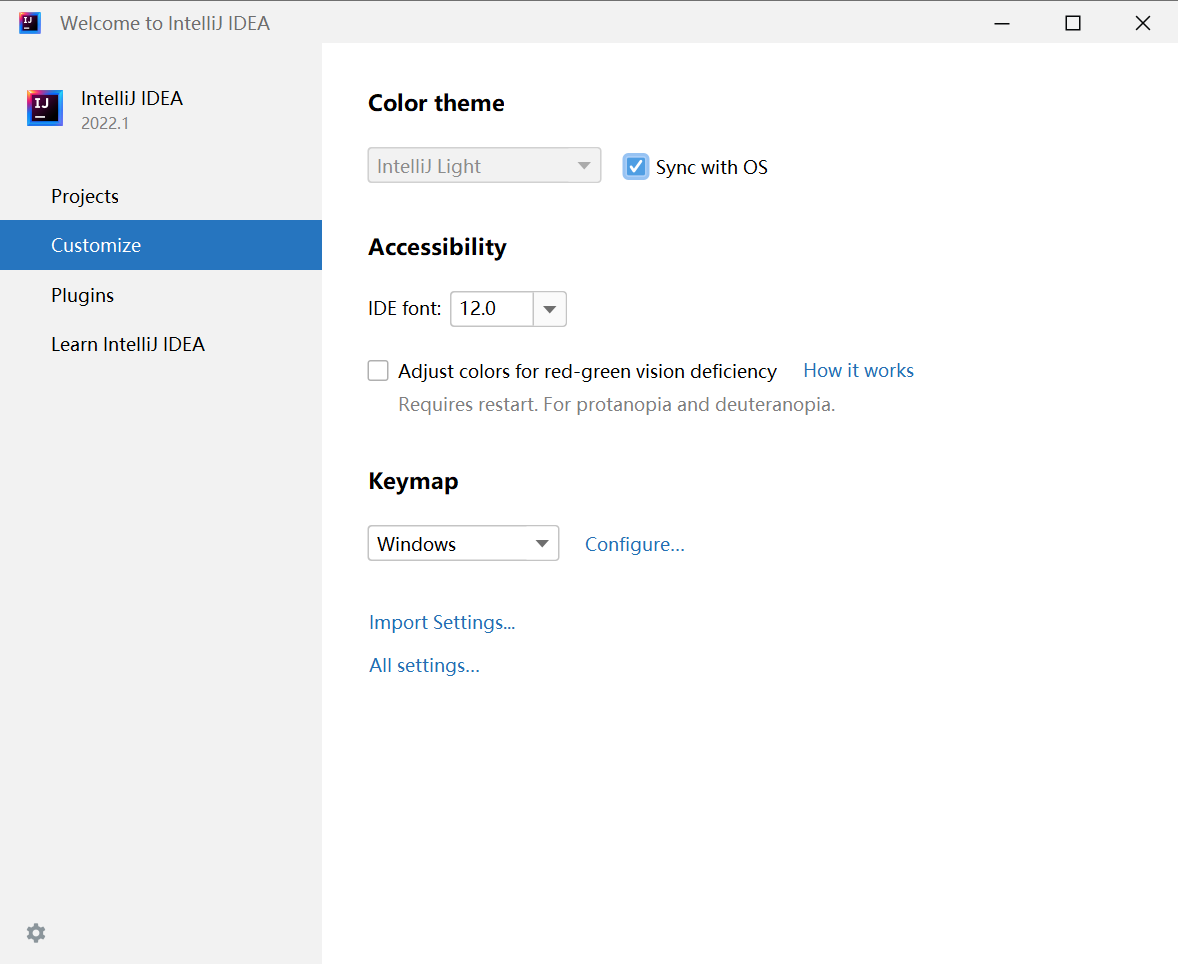 Welcome to IntelliJ IDEA
IJ
IntelliJ IDEA
2022.1
Projects
Customize
Plugins
Learn IntelliJ IDEA
Color theme
IntelliJ Light
Sync with OS
Accessibility
IDE font: 12.0
Adjust colors for red-green vision deficiency How it works
Requires restart. For protanopia and deuteranopia.
Keymap
Windows Configure...
Import Settings...
All settings...